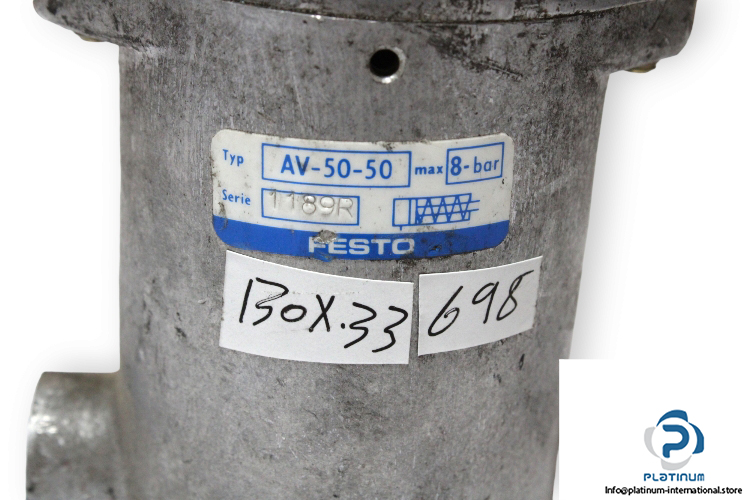 Typ AV-50-50 max 8-bar
Serie 1189R
FESTO
BOX.33 698
PLATINUM
Info@platinum-international.store